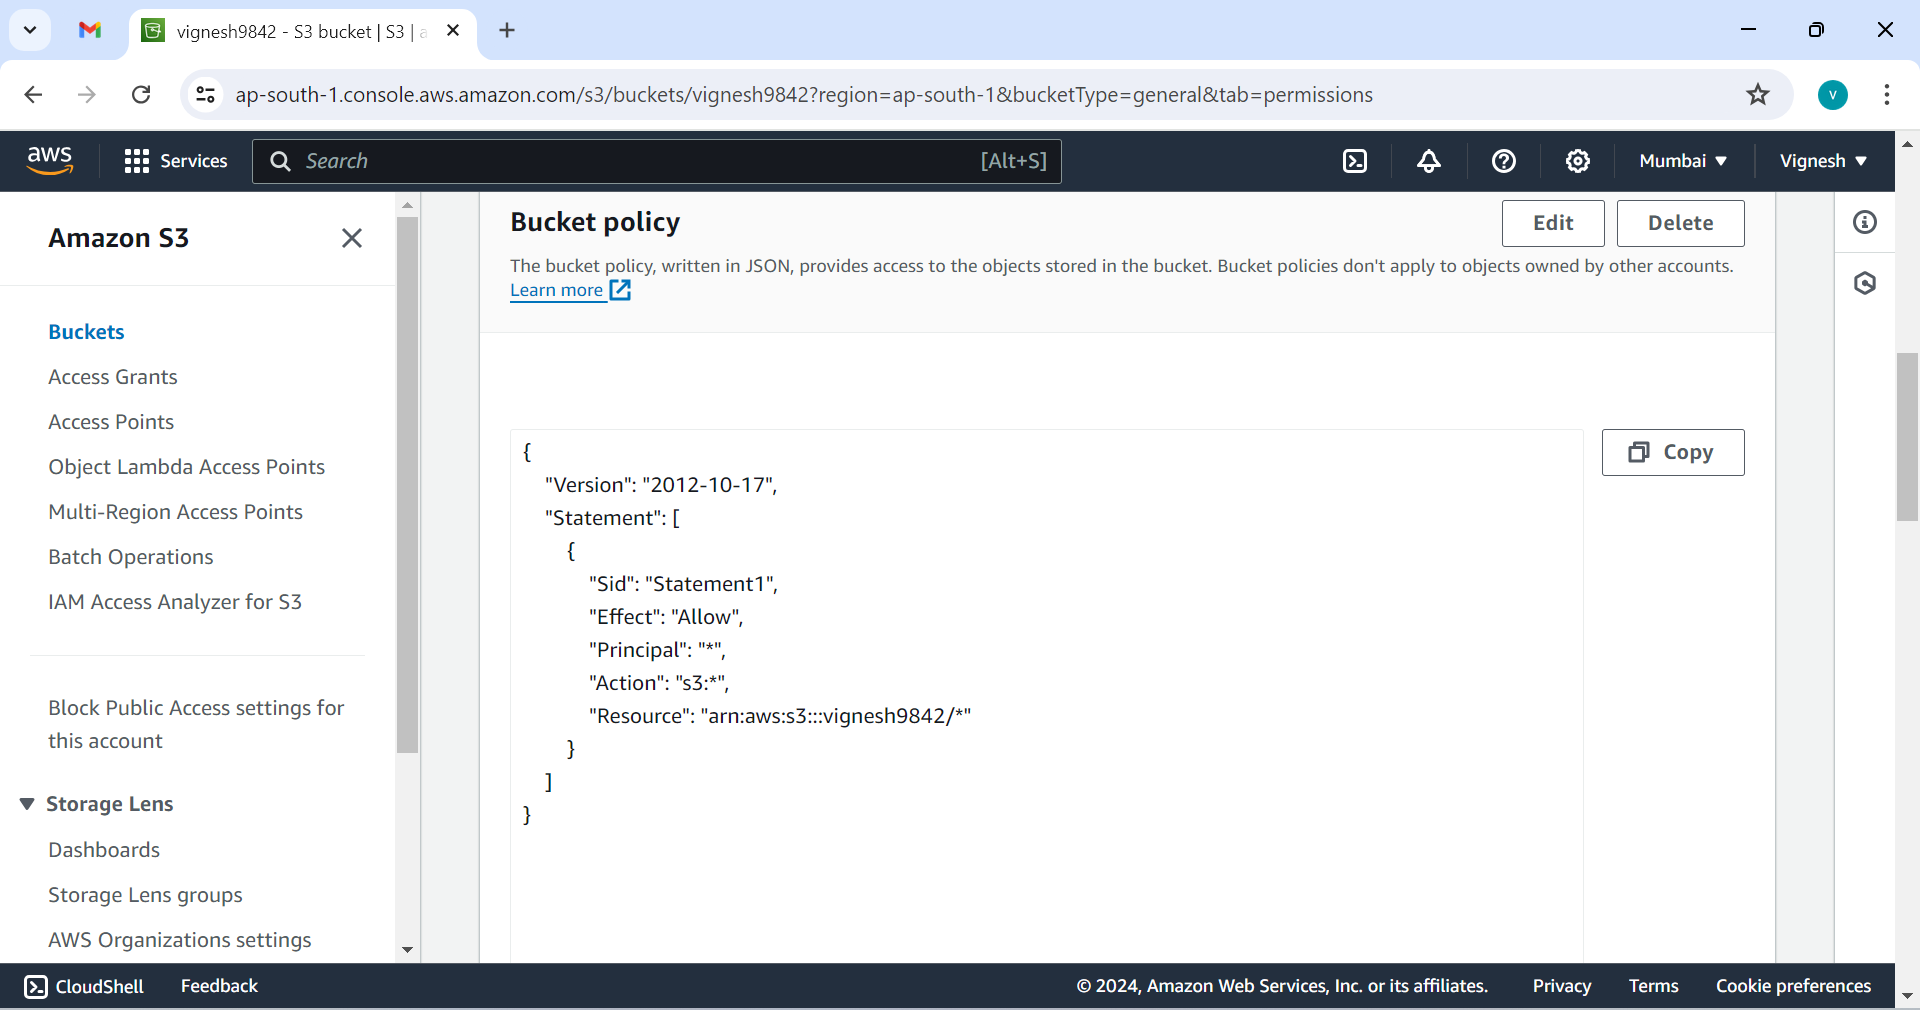 vignesh9842 - S3 bucket | S3 | a
ap-south-1.console.aws.amazon.com/s3/buckets/vignesh9842?region=ap-south-1&bucketType=general&tab=permissions
V
aws
Services
Search
[Alt+S]
Mumbai
Vignesh
Amazon S3
Buckets
Access Grants
Access Points
Object Lambda Access Points
Multi-Region Access Points
Batch Operations
IAM Access Analyzer for S3
Block Public Access settings for
this account
Storage Lens
Dashboards
Storage Lens groups
AWS Organizations settings
Bucket policy
Edit
Delete
The bucket policy, written in JSON, provides access to the objects stored in the bucket. Bucket policies don't apply to objects owned by other accounts.
Learn more
Copy
{
"Version": "2012-10-17",
"Statement": [
{
"Sid": "Statement1",
"Effect": "Allow",
"Principal": "*",
"Action": "s3:*",
"Resource": "arn:aws:s3:::vignesh9842/*"
}
]
}
CloudShell
Feedback
© 2024, Amazon Web Services, Inc. or its affiliates.
Privacy
Terms
Cookie preferences